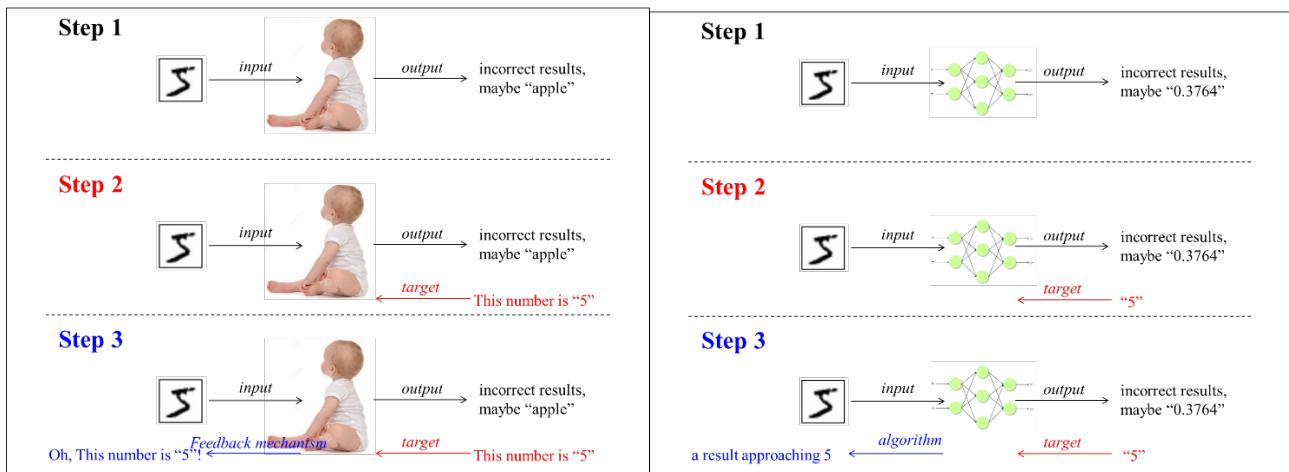 Step 1
input
output
incorrect results,
maybe “apple”
Step 2
input
output
incorrect results,
maybe “apple”
target
This number is “5”
Step 3
input
output
incorrect results,
maybe “apple”
Feedback mechanism
target
Oh, This number is “5”!
This number is “5”
Step 1
input
output
incorrect results,
maybe “0.3764”
Step 2
input
output
incorrect results,
maybe “0.3764”
target
“5”
Step 3
input
output
incorrect results,
maybe “0.3764”
algorithm
target
a result approaching 5
“5”